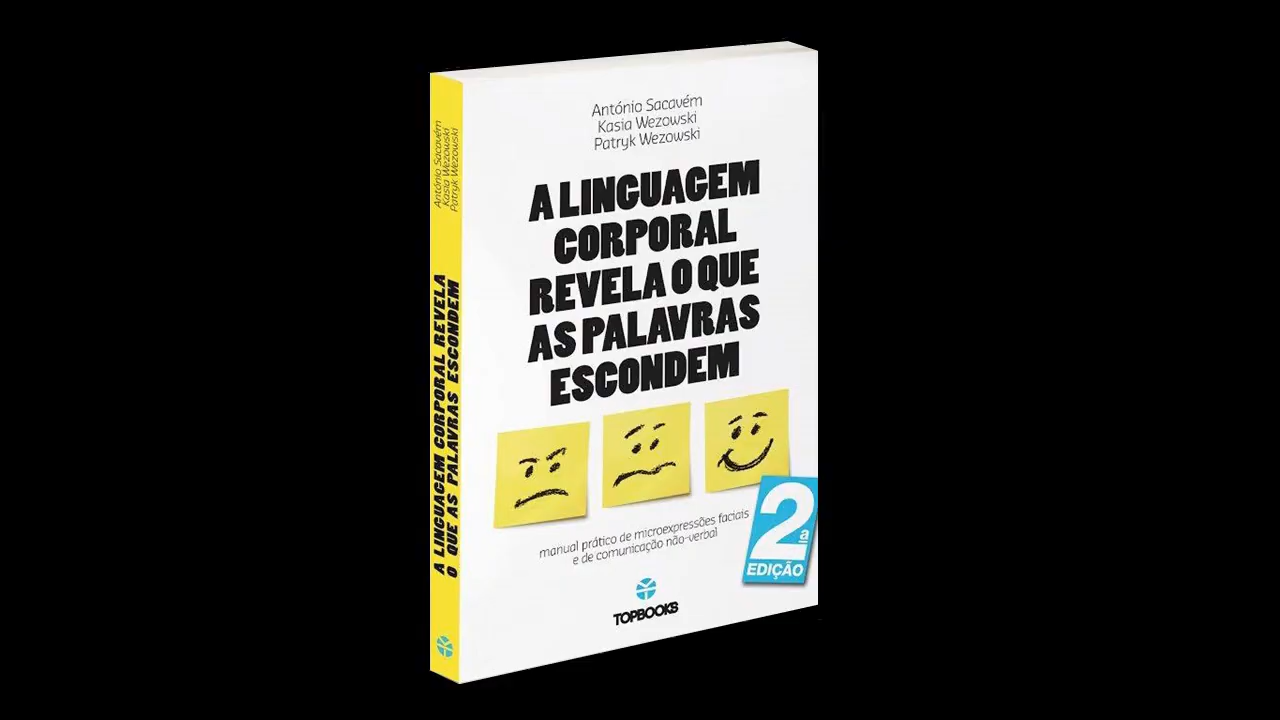 António Sacavém
Kasia Wezowski
Patryk Wezowski
A LINGUAGEM
CORPORAL
REVELA O QUE
AS PALAVRAS
ESCONDEM
manual prático de microexpressões faciais
e de comunicação não-verbal
2ª
EDIÇÃO
TOPBOOKS
António Sacavém
Kasia Wezowski
Patryk Wezowski
A LINGUAGEM CORPORAL REVELA
O QUE AS PALAVRAS ESCONDEM